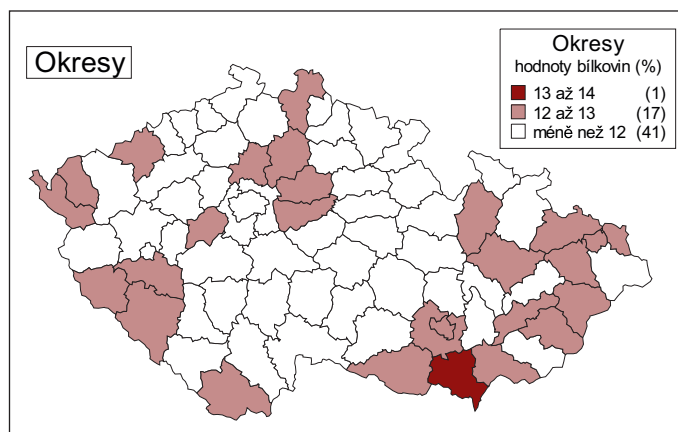 Okresy
Okresy
hodnoty bílkovin (%)
13 až 14 (1)
12 až 13 (17)
méně než 12 (41)